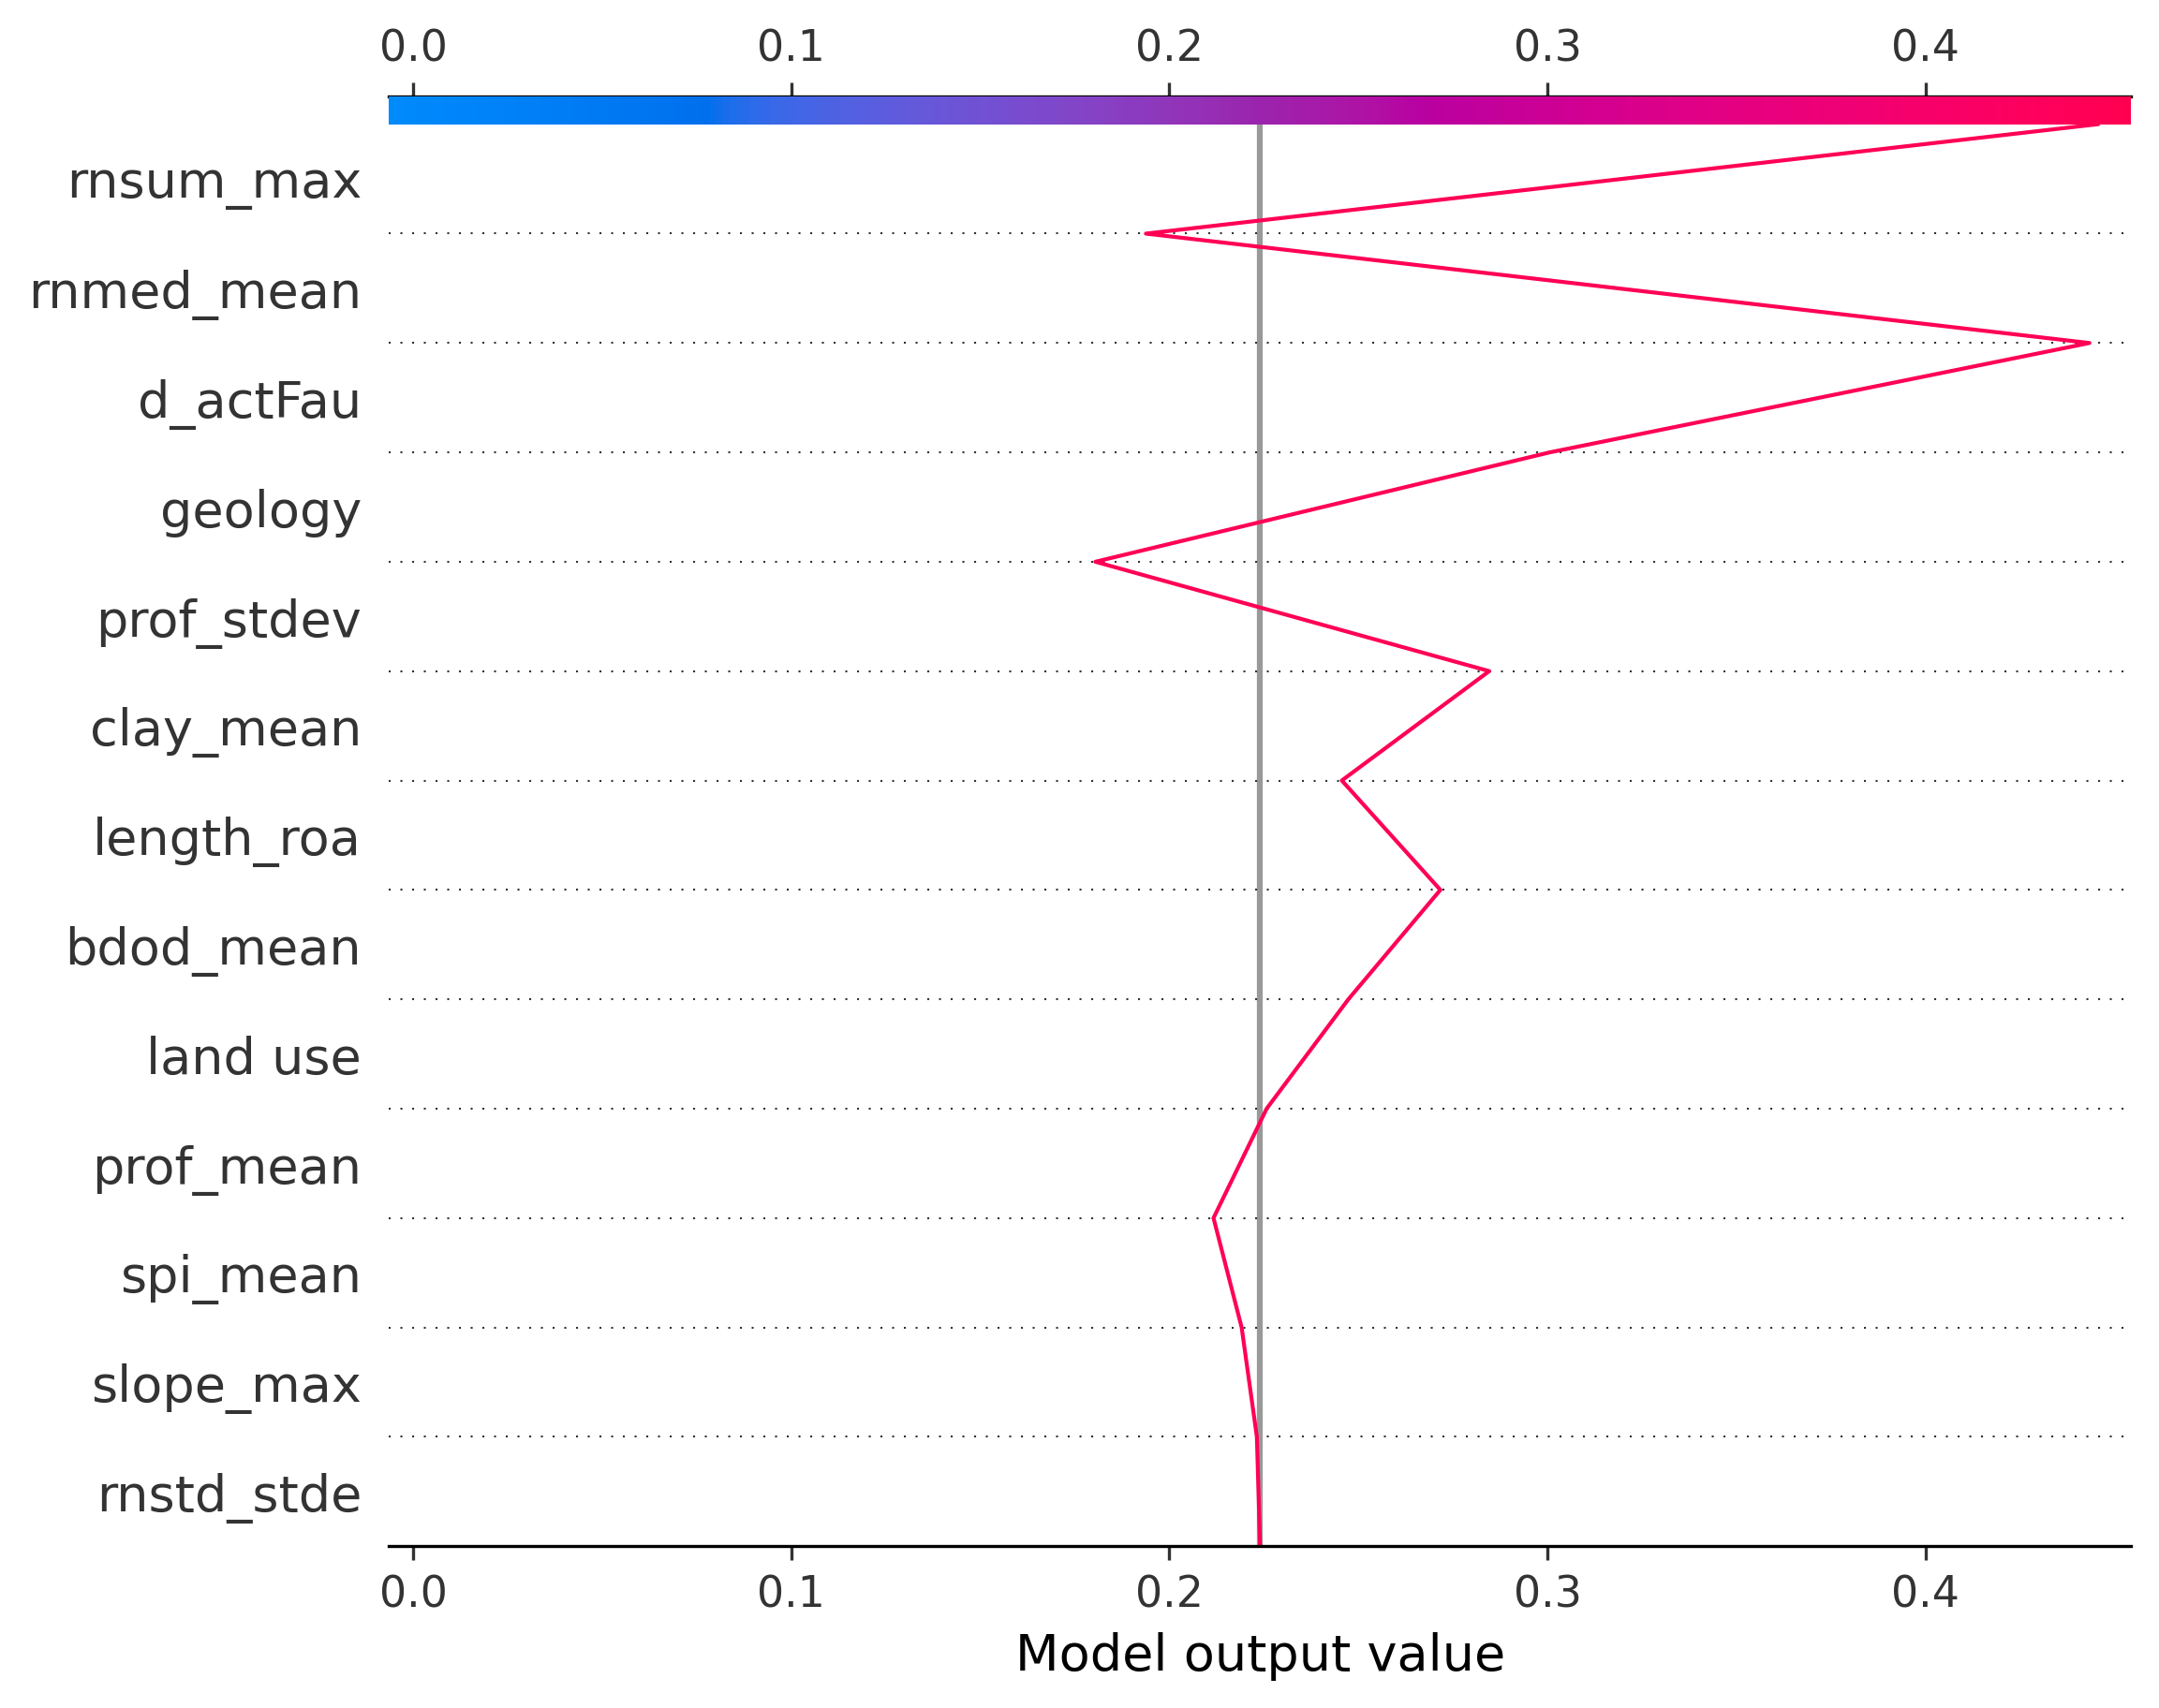 0.0 0.1 0.2 0.3 0.4
rnsum_max
rnmed_mean
d_actFau
geology
prof_stdev
clay_mean
length_roa
bdod_mean
land use
prof_mean
spi_mean
slope_max
rnstd_stde
0.0 0.1 0.2 0.3 0.4
Model output value